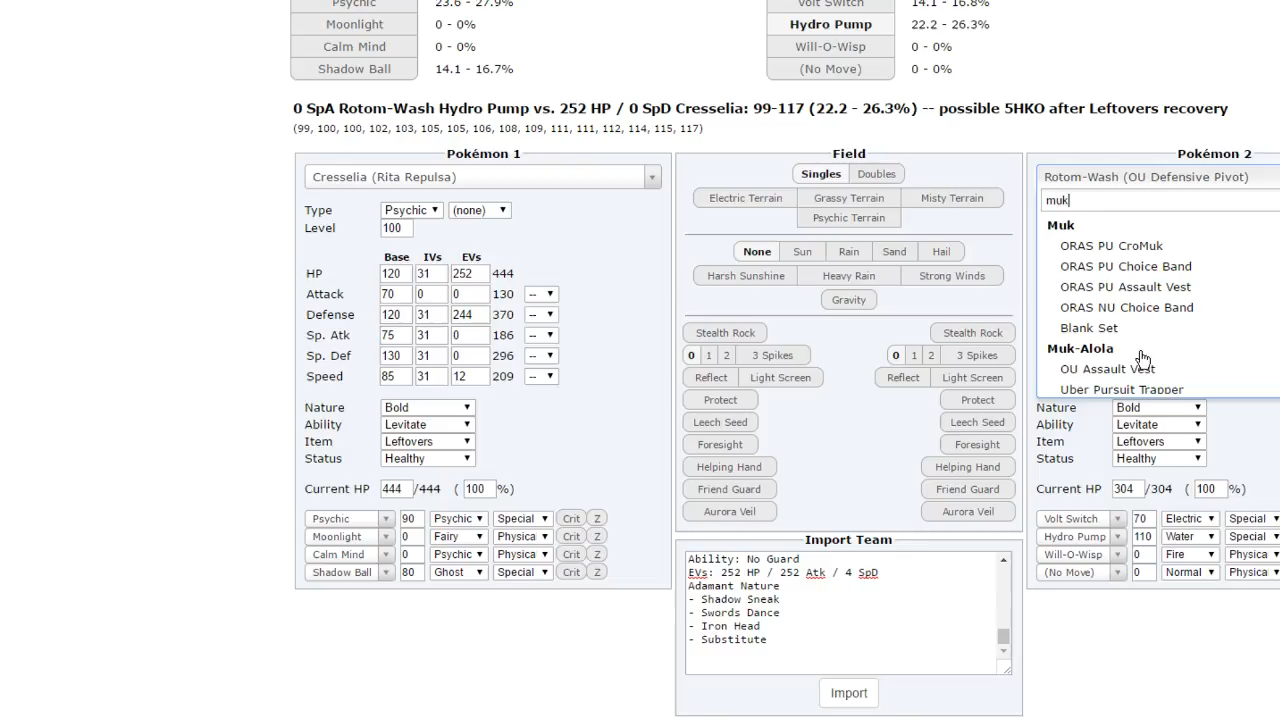 Psychic 23.6 - 27.9% Volt Switch 14.1 - 16.8%
Moonlight 0 - 0% Hydro Pump 22.2 - 26.3%
Calm Mind 0 - 0% Will-O-Wisp 0 - 0%
Shadow Ball 14.1 - 16.7% (No Move) 0 - 0%
0 SpA Rotom-Wash Hydro Pump vs. 252 HP / 0 SpD Cresselia: 99-117 (22.2 - 26.3%) -- possible 5HKO after Leftovers recovery
(99, 100, 100, 102, 103, 105, 105, 106, 108, 109, 111, 111, 112, 114, 115, 117)
Pokémon 1
Cresselia (Rita Repulsa)
Type Psychic (none)
Level 100
Base IVs EVs
HP 120 31 252 444
Attack 70 0 0 130 --
Defense 120 31 244 370 --
Sp. Atk 75 31 0 186 --
Sp. Def 130 31 0 296 --
Speed 85 31 12 209 --
Nature Bold
Ability Levitate
Item Leftovers
Status Healthy
Current HP 444 /444 ( 100 %)
Psychic 90 Psychic Special Crit Z
Moonlight 0 Fairy Physica Crit Z
Calm Mind 0 Psychic Physica Crit Z
Shadow Ball 80 Ghost Special Crit Z
Field
Singles Doubles
Electric Terrain Grassy Terrain Misty Terrain
Psychic Terrain
None Sun Rain Sand Hail
Harsh Sunshine Heavy Rain Strong Winds
Gravity
Stealth Rock Stealth Rock
0 1 2 3 Spikes 0 1 2 3 Spikes
Reflect Light Screen Reflect Light Screen
Protect Protect
Leech Seed Leech Seed
Foresight Foresight
Helping Hand Helping Hand
Friend Guard Friend Guard
Aurora Veil Aurora Veil
Import Team
Ability: No Guard
EVs: 252 HP / 252 Atk / 4 SpD
Adamant Nature
- Shadow Sneak
- Swords Dance
- Iron Head
- Substitute
Import
Pokémon 2
Rotom-Wash (OU Defensive Pivot)
muk
Muk
ORAS PU CroMuk
ORAS PU Choice Band
ORAS PU Assault Vest
ORAS NU Choice Band
Blank Set
Muk-Alola
OU Assault Vest
Uber Pursuit Trapper
Nature Bold
Ability Levitate
Item Leftovers
Status Healthy
Current HP 304 /304 ( 100 %)
Volt Switch 70 Electric Special
Hydro Pump 110 Water Special
Will-O-Wisp 0 Fire Physica
(No Move) 0 Normal Physica